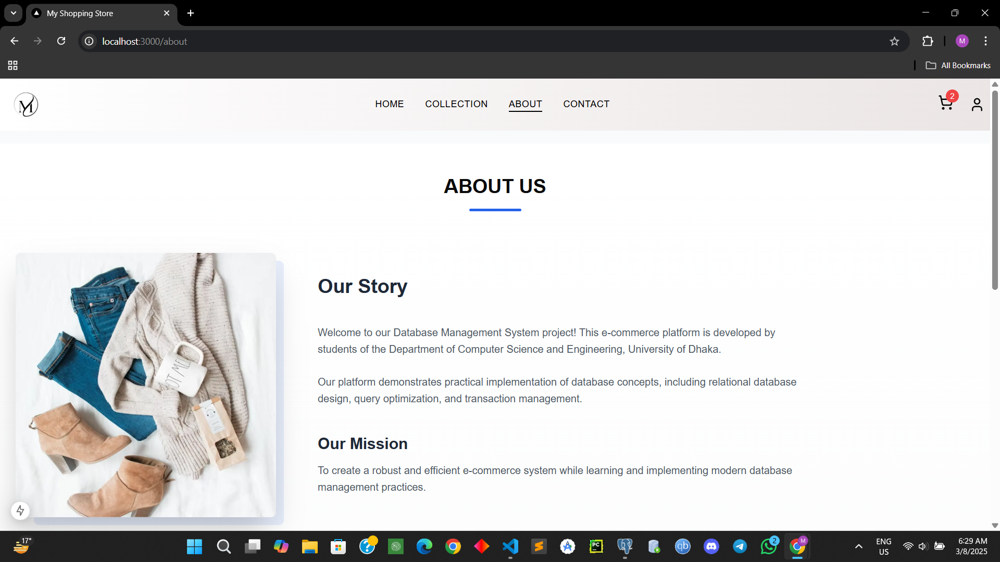 My Shopping Store
localhost:3000/about
M
All Bookmarks
M
HOME
COLLECTION
ABOUT
CONTACT
2
ABOUT US
OT ME
Our Story
Welcome to our Database Management System project! This e-commerce platform is developed by
students of the Department of Computer Science and Engineering, University of Dhaka.
Our platform demonstrates practical implementation of database concepts, including relational database
design, query optimization, and transaction management.
Our Mission
To create a robust and efficient e-commerce system while learning and implementing modern database
management practices.
17°
PC
qb
2
M
ENG
US
6:29 AM
3/8/2025